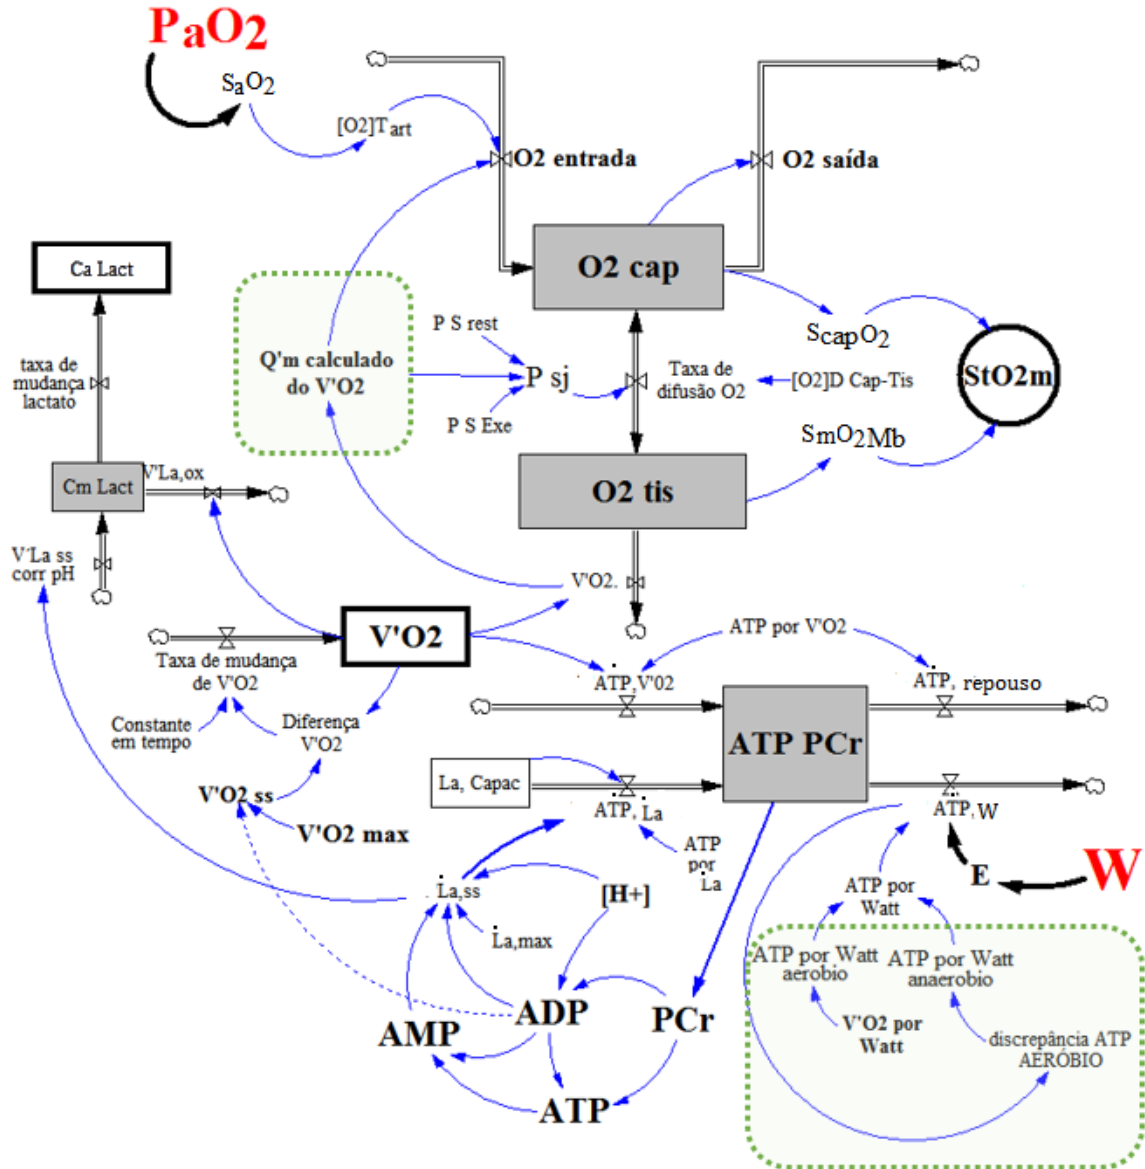 PaO2
SaO2
[O2]Tart
O2 entrada
O2 saída
O2 cap
Ca Lact
taxa de
mudança
lactato
Q'm calculado
do V'O2
P S rest
P sj
P S Exe
Taxa de
difusão O2
[O2]D Cap-Tis
ScapO2
StO2m
SmO2Mb
O2 tis
Cm Lact
V'La,ox
V'La ss
corr pH
V'O2.
V'O2
Taxa de mudança
de V'O2
Constante
em tempo
Diferença
V'O2
V'O2 ss
V'O2 max
ATP por V'O2
ATP,V'02
ATP, repouso
ATP PCr
La, Capac
ATP, La
ATP
por
La
ATP, W
E
W
La,ss
[H+]
La,max
ATP por
Watt
ATP por Watt
aerobio
ATP por Watt
anaerobio
V'O2 por
Watt
discrepância ATP
AERÓBIO
AMP
ADP
PCr
ATP